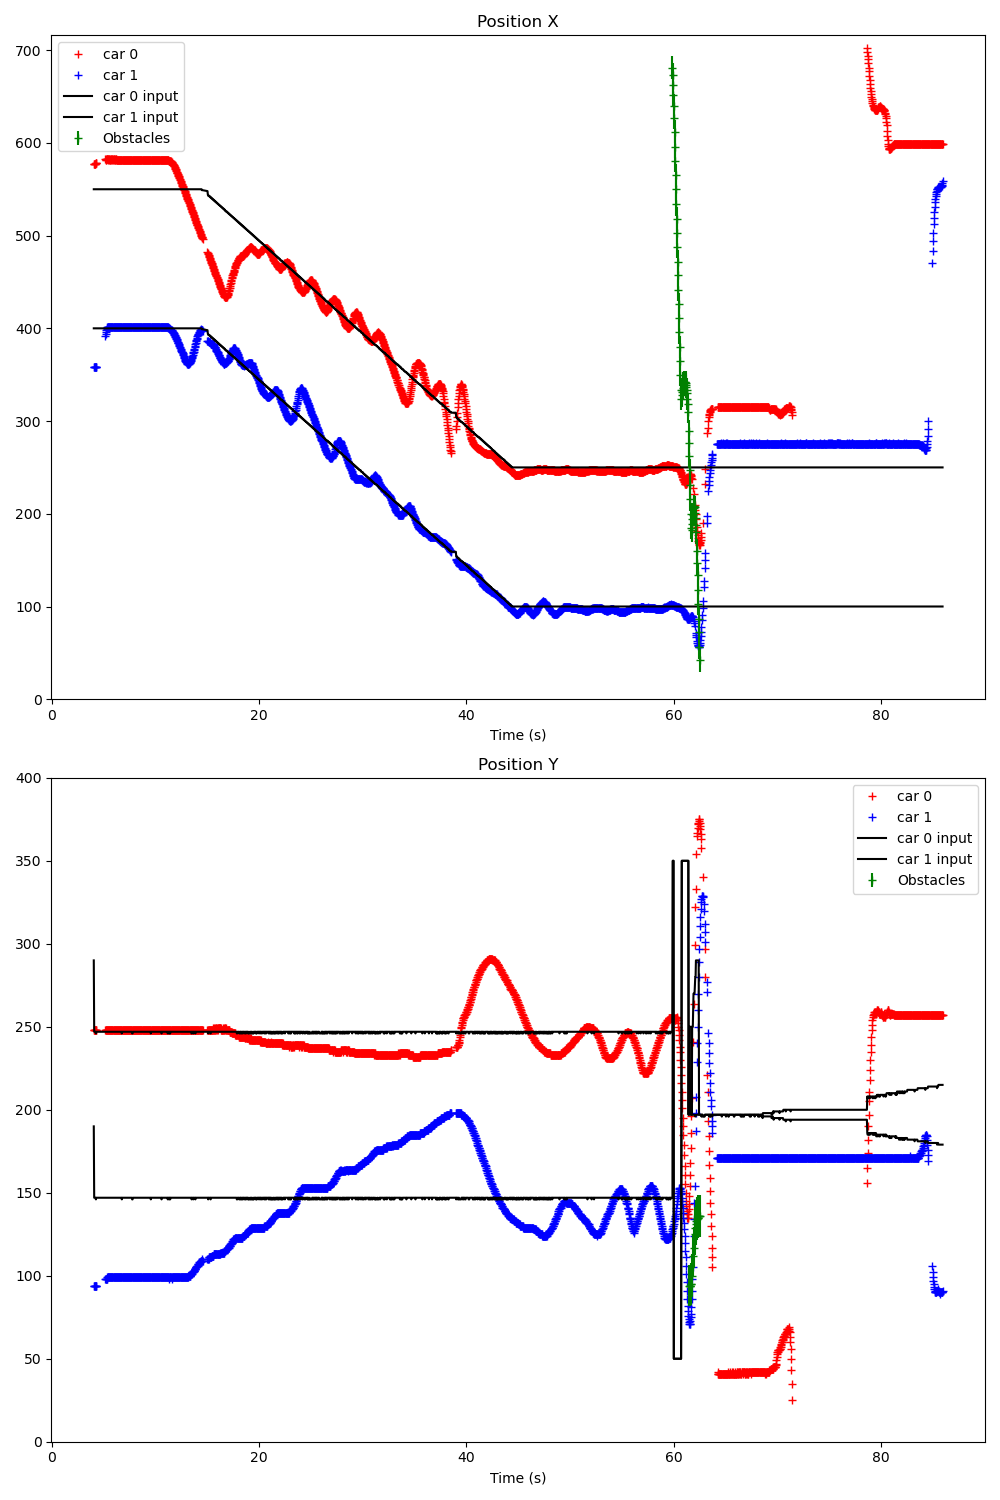 Position X
700
600
500
400
300
200
100
0
car 0
car 1
car 0 input
car 1 input
Obstacles
0 20 40 60 80
Time (s)
Position Y
400
350
300
250
200
150
100
50
0
car 0
car 1
car 0 input
car 1 input
Obstacles
0 20 40 60 80
Time (s)